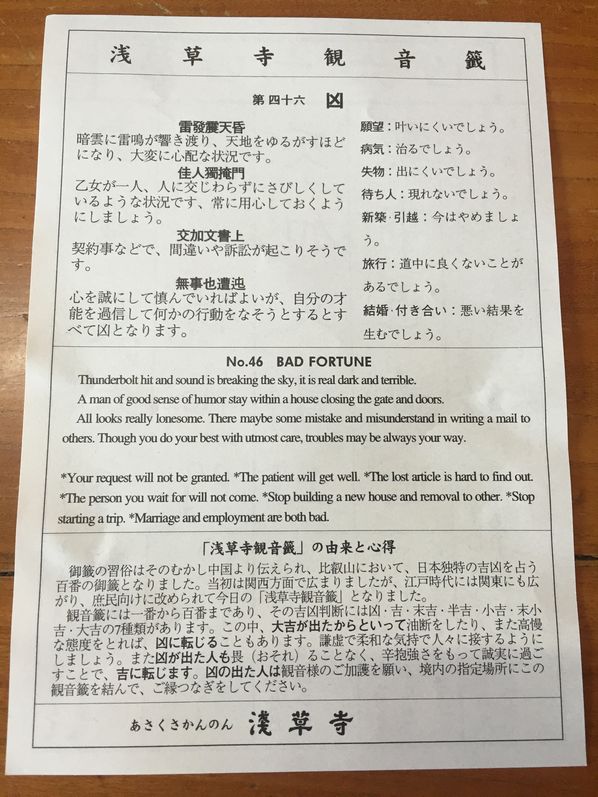 浅草寺観音籤
第四十六 凶
雷發震天昏
暗雲に雷鳴が響き渡り、天地をゆるがすほど
になり、大変に心配な状況です。
佳人獨掩門
乙女が一人、人に交じわらずにさびしくして
いるような状況です、常に用心しておくよう
にしましょう。
交加文書上
契約事などで、間違いや訴訟が起こりそうで
す。
無事也遭迍
心を誠にして慎んでいればよいが、自分の才
能を過信して何かの行動をなそうとするとす
べて凶となります。
願望：叶いにくいでしょう。
病気：治るでしょう。
失物：出にくいでしょう。
待ち人：現れないでしょう。
新築・引越：今はやめましょ
う。
旅行：道中に良くないことが
あるでしょう。
結婚・付き合い：悪い結果を
生むでしょう。
No.46 BAD FORTUNE
Thunderbolt hit and sound is breaking the sky, it is real dark and terrible.
A man of good sense of humor stay within a house closing the gate and doors.
All looks really lonesome. There maybe some mistake and misunderstand in writing a mail to
others. Though you do your best with utmost care, troubles may be always your way.
*Your request will not be granted. *The patient will get well. *The lost article is hard to find out.
*The person you wait for will not come. *Stop building a new house and removal to other. *Stop
starting a trip. *Marriage and employment are both bad.
「浅草寺観音籤」の由来と心得
御籤の習俗はそのむかし中国より伝えられ、比叡山において、日本独特の吉凶を占う
百番の御籤となりました。当初は関西方面で広まりましたが、江戸時代には関東にも広
がり、庶民向けに改められて今日の「浅草寺観音籤」となりました。
観音籤には一番から百番まであり、その吉凶判断には凶・吉・末吉・半吉・小吉・末小
吉・大吉の7種類があります。この中、大吉が出たからといって油断をしたり、また高慢
な態度をとれば、凶に転じることもあります。謙虚で柔和な気持で人々に接するように
しましょう。また凶が出た人も畏（おそれ）ることなく、辛抱強さをもって誠実に過ご
すことで、吉に転じます。凶の出た人は観音様のご加護を願い、境内の指定場所にこの
観音籤を結んで、ご縁つなぎをしてください。
あさくさかんのん 淺草寺